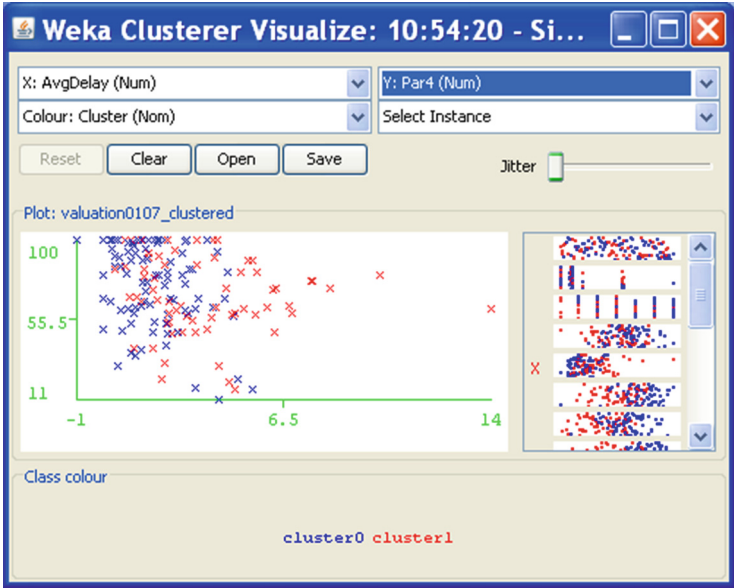 Weka Clusterer Visualize: 10:54:20 - Si...
X: AvgDelay (Num) Y: Par4 (Num)
Colour: Cluster (Nom) Select Instance
Reset Clear Open Save Jitter
Plot: valuation0107_clustered
100
55.5
11
-1 6.5 14
X
Class colour
cluster0 cluster1